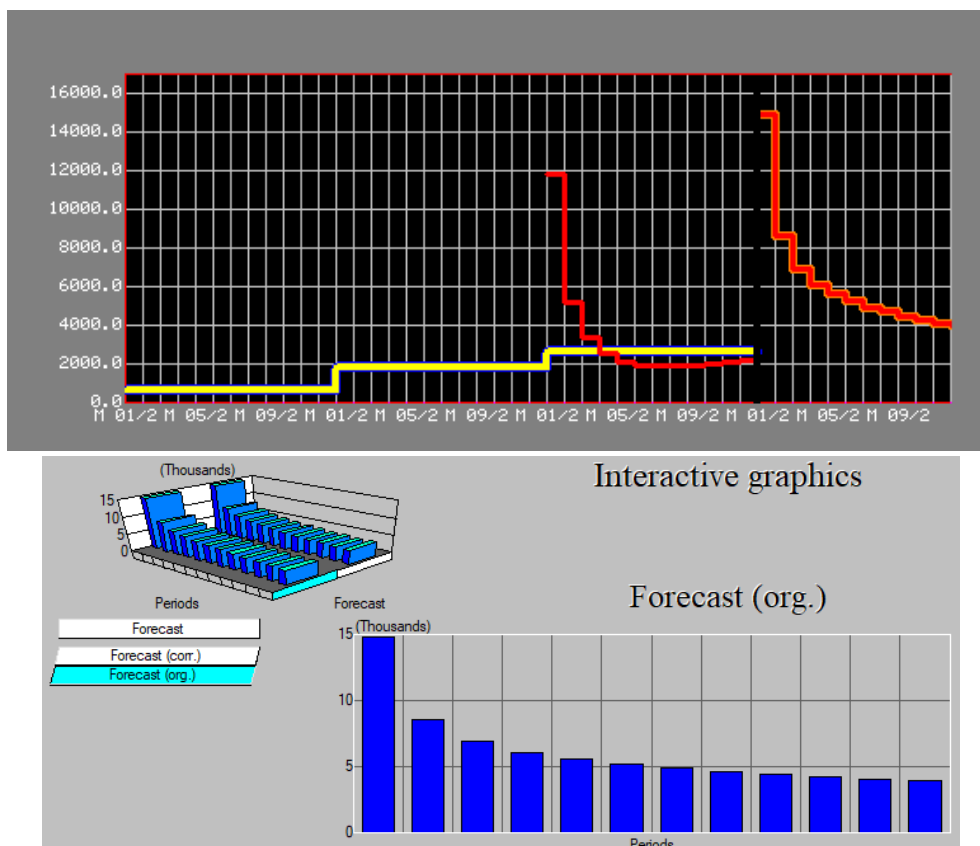 16000.0
14000.0
12000.0
10000.0
8000.0
6000.0
4000.0
2000.0
0.0
M 01/2 M 05/2 M 09/2 M 01/2 M 05/2 M 09/2 M 01/2 M 05/2 M 09/2 M 01/2 M 05/2 M 09/2
(Thousands)
15
10
5
0
Periods
Forecast
Forecast
Forecast (corr.)
Forecast (org.)
Interactive graphics
Forecast (org.)
(Thousands)
15
10
5
0
Periods